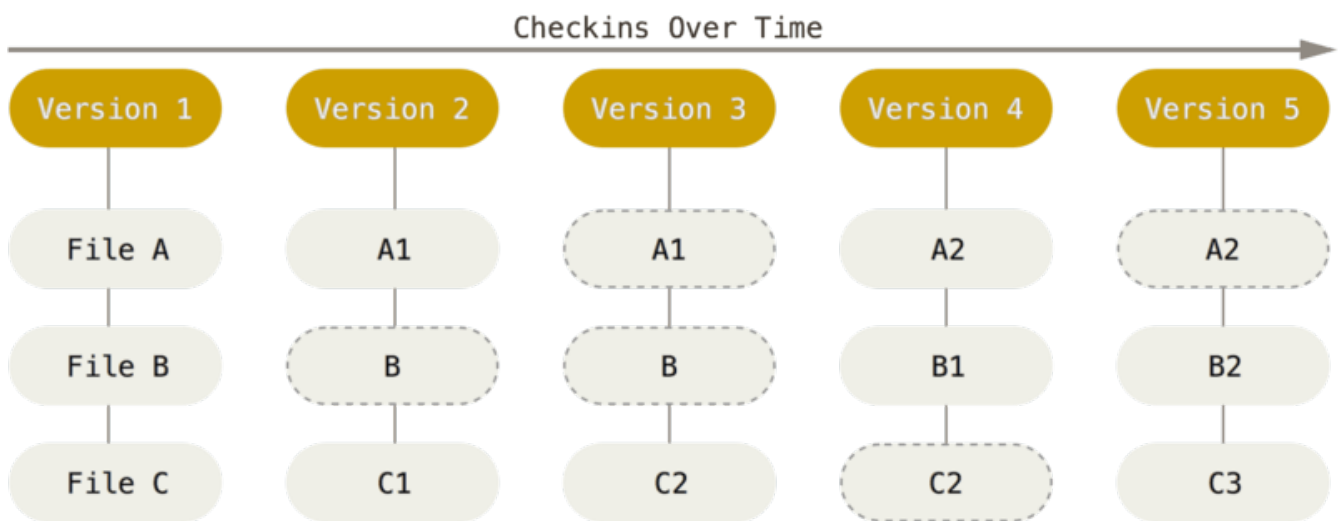 Checkins Over Time
Version 1 Version 2 Version 3 Version 4 Version 5
File A A1 A1 A2 A2
File B B B B1 B2
File C C1 C2 C2 C3